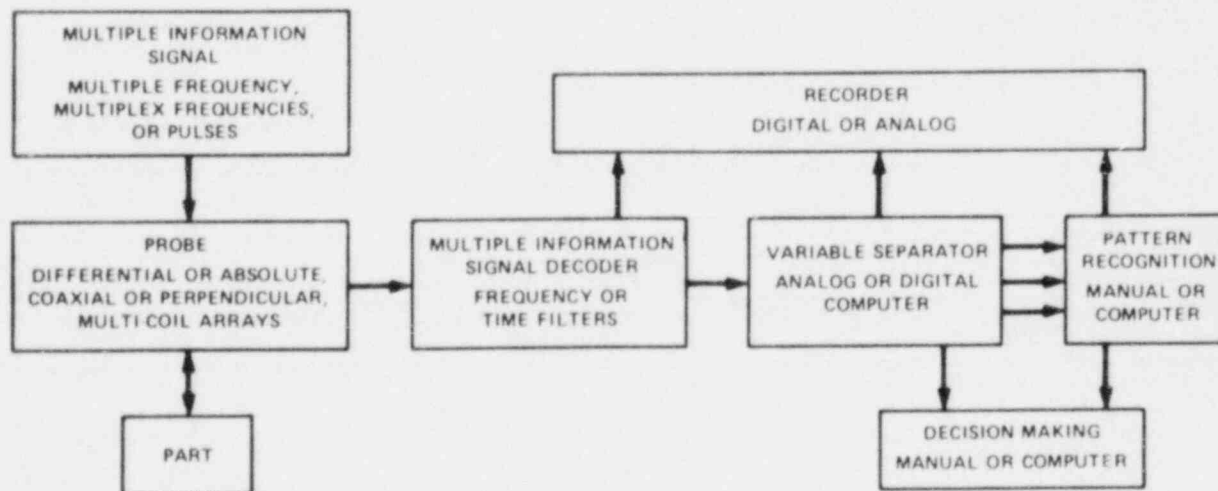 MULTIPLE INFORMATION
SIGNAL
MULTIPLE FREQUENCY,
MULTIPLEX FREQUENCIES,
OR PULSES
RECORDER
DIGITAL OR ANALOG
PROBE
DIFFERENTIAL OR ABSOLUTE,
COAXIAL OR PERPENDICULAR,
MULTI-COIL ARRAYS
MULTIPLE INFORMATION
SIGNAL DECODER
FREQUENCY OR
TIME FILTERS
VARIABLE SEPARATOR
ANALOG OR DIGITAL
COMPUTER
PATTERN
RECOGNITION
MANUAL OR
COMPUTER
PART
DECISION MAKING
MANUAL OR COMPUTER